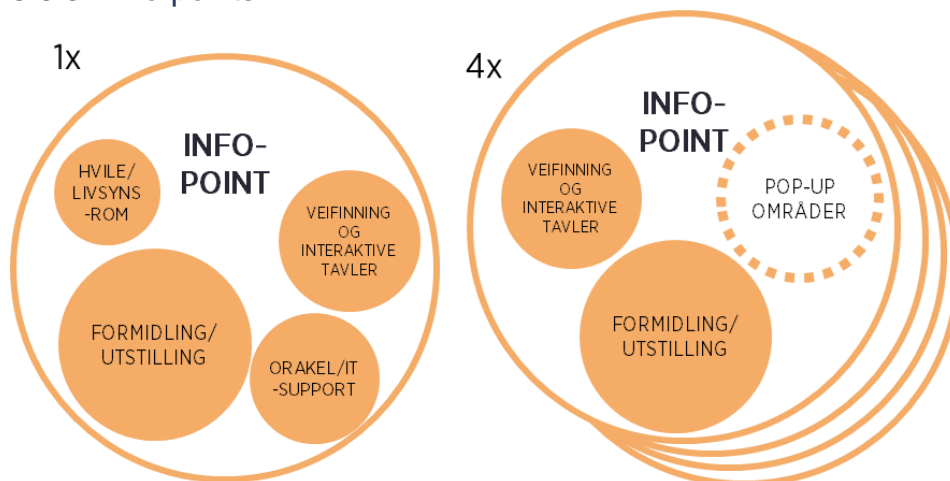 1x
INFO-
POINT
HVILE/
LIVSYNS
-ROM
VEIFINNING
OG
INTERAKTIVE
TAVLER
FORMIDLING/
UTSTILLING
ORAKEL/IT
-SUPPORT
4x
INFO-
POINT
VEIFINNING
OG
INTERAKTIVE
TAVLER
POP-UP
OMRÅDER
FORMIDLING/
UTSTILLING